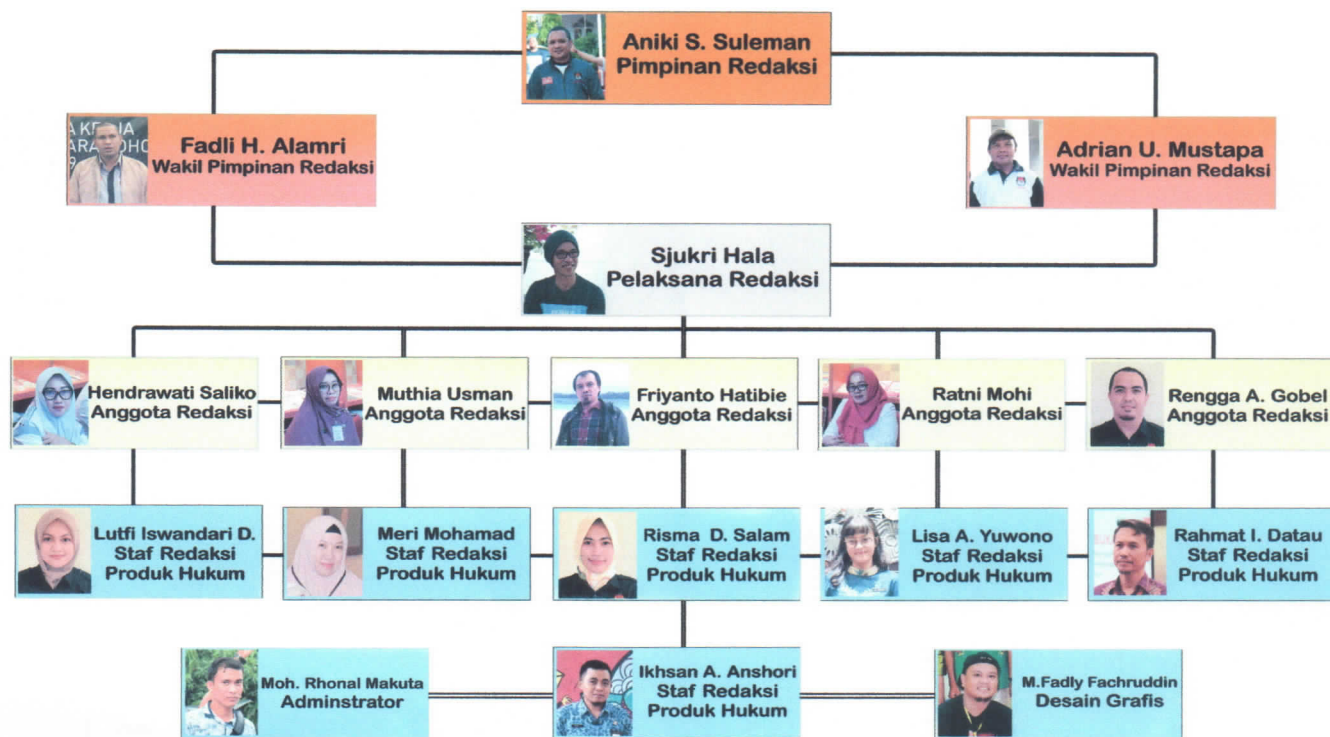 Aniki S. Suleman
Pimpinan Redaksi
A KERJA
ARA
OHO
Fadli H. Alamri
Wakil Pimpinan Redaksi
Adrian U. Mustapa
Wakil Pimpinan Redaksi
Sjukri Hala
Pelaksana Redaksi
Hendrawati Saliko
Anggota Redaksi
Muthia Usman
Anggota Redaksi
Friyanto Hatibie
Anggota Redaksi
Ratni Mohi
Anggota Redaksi
Rengga A. Gobel
Anggota Redaksi
Lutfi Iswandari D.
Staf Redaksi
Produk Hukum
Meri Mohamad
Staf Redaksi
Produk Hukum
Risma D. Salam
Staf Redaksi
Produk Hukum
Lisa A. Yuwono
Staf Redaksi
Produk Hukum
Rahmat I. Datau
Staf Redaksi
Produk Hukum
Moh. Rhonal Makuta
Adminstrator
Ikhsan A. Anshori
Staf Redaksi
Produk Hukum
M.Fadly Fachruddin
Desain Grafis